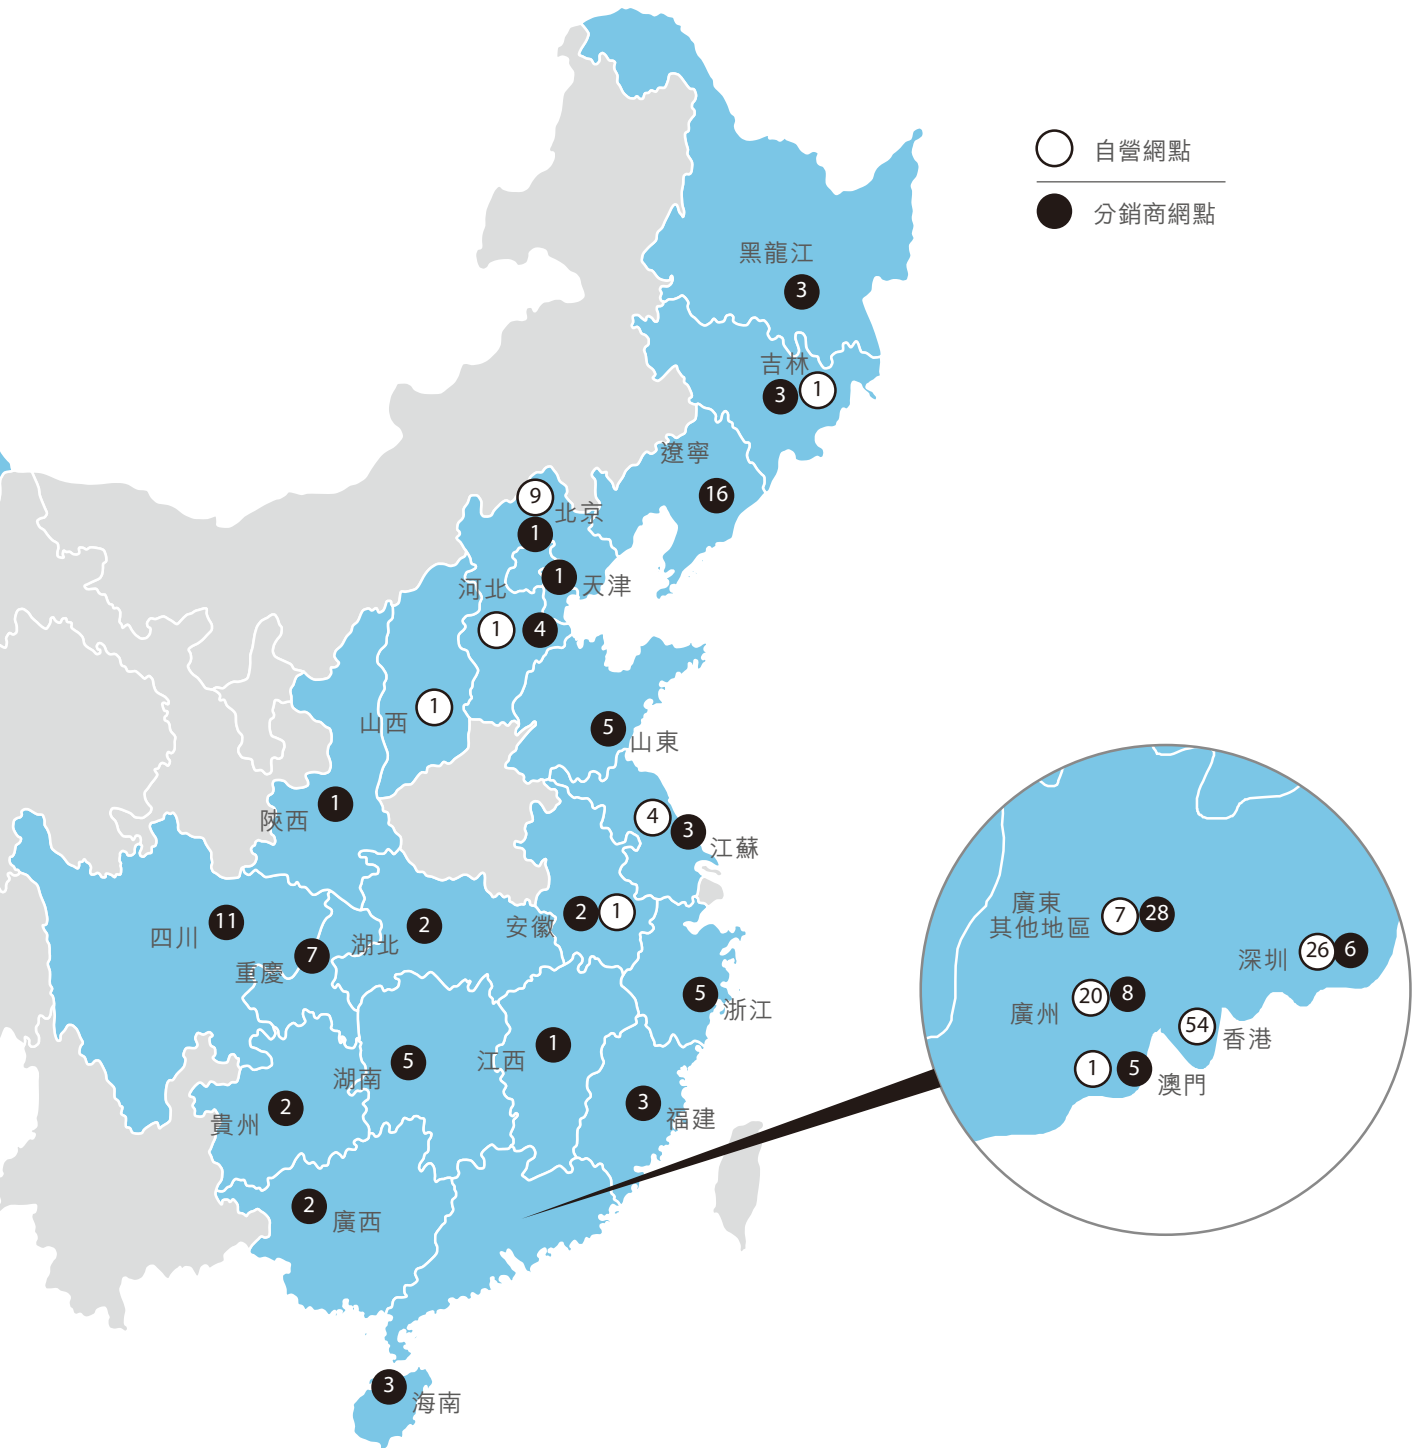 自營網點
分銷商網點
黑龍江
3
吉林
3
1
遼寧
16
9
北京
1
1
天津
河北
1
4
1
山西
5
山東
1
陝西
4
3
江蘇
11
四川
7
重慶
2
湖北
安徽
2
1
5
浙江
1
江西
5
湖南
3
福建
2
貴州
2
廣西
3
海南
廣東
其他地區
7
28
26
6
深圳
20
8
廣州
54
香港
1
5
澳門